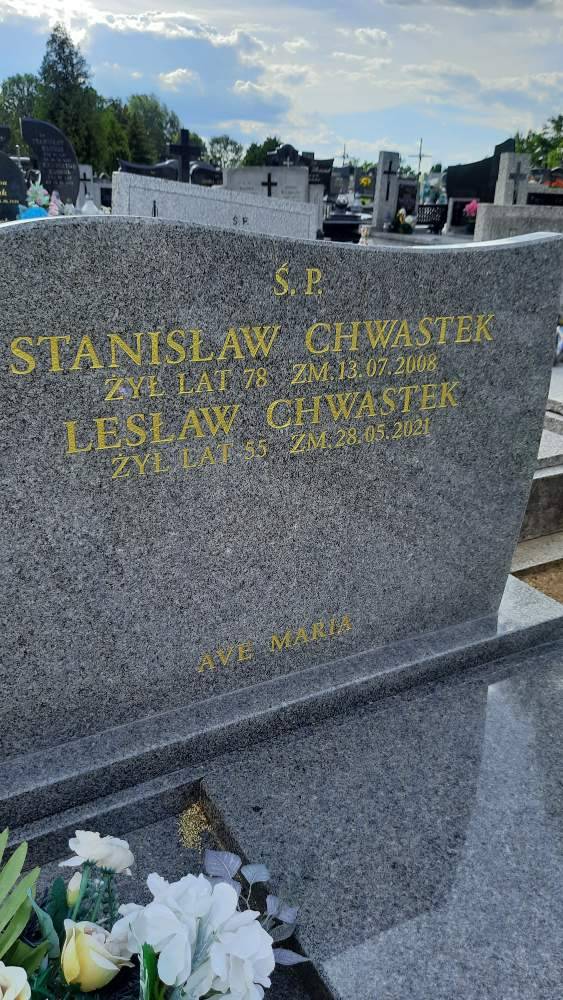 Ś. P.
STANISŁAW CHWASTEK
ŻYŁ LAT 78 ZM. 13.07.2008
LESŁAW CHWASTEK
ŻYŁ LAT 55 ZM. 28.05.2021
AVE MARIA
Ś P